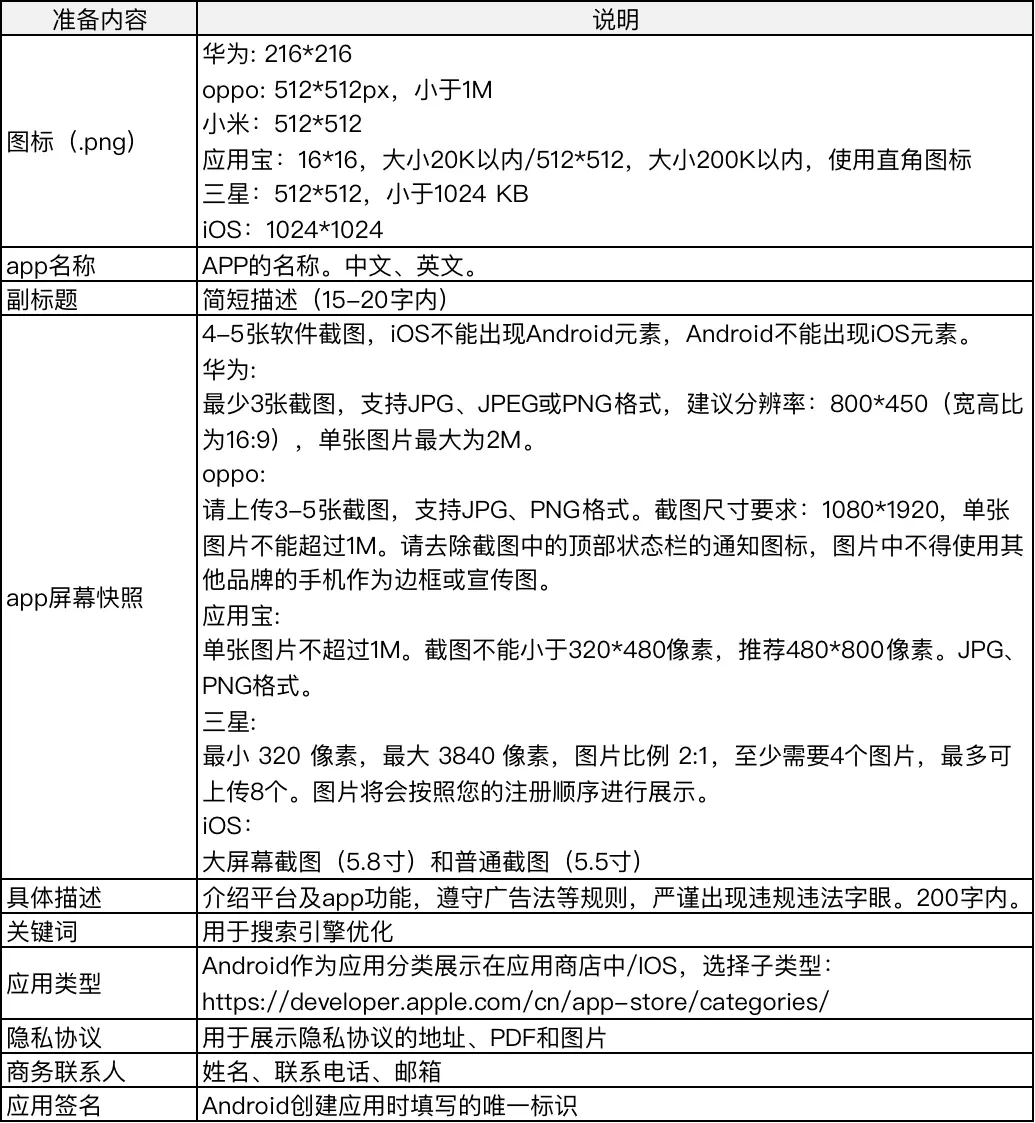 准备内容
说明
图标（.png）
华为: 216*216
oppo: 512*512px，小于1M
小米：512*512
应用宝：16*16，大小20K以内/512*512，大小200K以内，使用直角图标
三星：512*512，小于1024 KB
iOS：1024*1024
app名称
APP的名称。中文、英文。
副标题
简短描述（15-20字内）
app屏幕快照
4-5张软件截图，iOS不能出现Android元素，Android不能出现iOS元素。
华为:
最少3张截图，支持JPG、JPEG或PNG格式，建议分辨率：800*450（宽高比
为16:9），单张图片最大为2M。
oppo:
请上传3-5张截图，支持JPG、PNG格式。截图尺寸要求：1080*1920，单张
图片不能超过1M。请去除截图中的顶部状态栏的通知图标，图片中不得使用其
他品牌的手机作为边框或宣传图。
应用宝:
单张图片不超过1M。截图不能小于320*480像素，推荐480*800像素。JPG、
PNG格式。
三星:
最小 320 像素，最大 3840 像素，图片比例 2:1，至少需要4个图片，最多可
上传8个。图片将会按照您的注册顺序进行展示。
iOS：
大屏幕截图（5.8寸）和普通截图（5.5寸）
具体描述
介绍平台及app功能，遵守广告法等规则，严谨出现违规违法字眼。200字内。
关键词
用于搜索引擎优化
应用类型
Android作为应用分类展示在应用商店中/IOS，选择子类型：
https://developer.apple.com/cn/app-store/categories/
隐私协议
用于展示隐私协议的地址、PDF和图片
商务联系人
姓名、联系电话、邮箱
应用签名
Android创建应用时填写的唯一标识